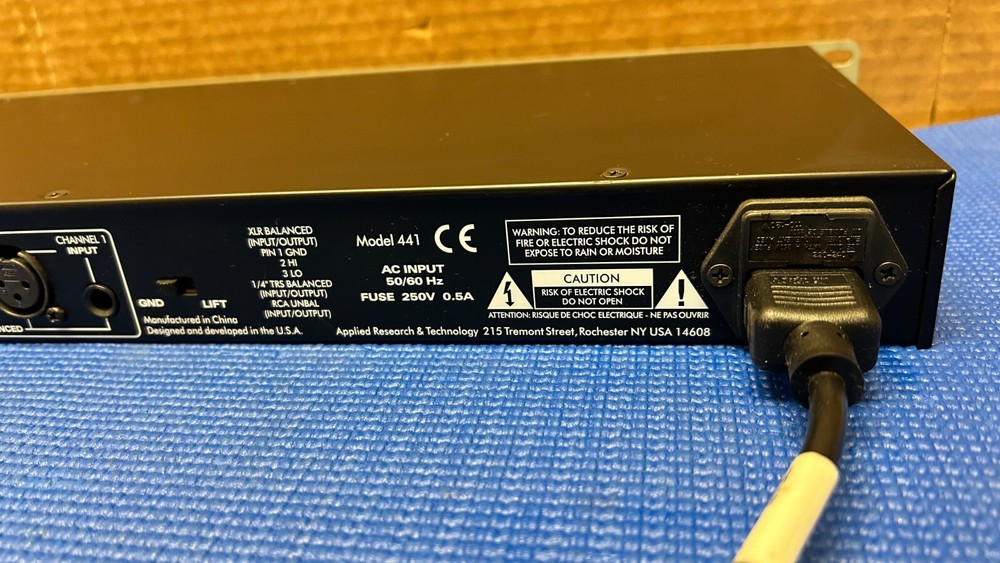 CHANNEL 1
INPUT
GND
LIFT
Manufactured in China
Designed and developed in the U.S.A.
XLR BALANCED
(INPUT/OUTPUT)
PIN 1 GND
2 HI
3 LO
1/4" TRS BALANCED
(INPUT/OUTPUT)
RCA UNBAL
(INPUT/OUTPUT)
Model 441
CE
AC INPUT
50/60 Hz
FUSE 250V 0.5A
WARNING: TO REDUCE THE RISK OF
FIRE OR ELECTRIC SHOCK DO NOT
EXPOSE TO RAIN OR MOISTURE
CAUTION
RISK OF ELECTRIC SHOCK
DO NOT OPEN
ATTENTION: RISQUE DE CHOC ELECTRIQUE - NE PAS OUVRIR
Applied Research & Technology 215 Tremont Street, Rochester NY USA 14608